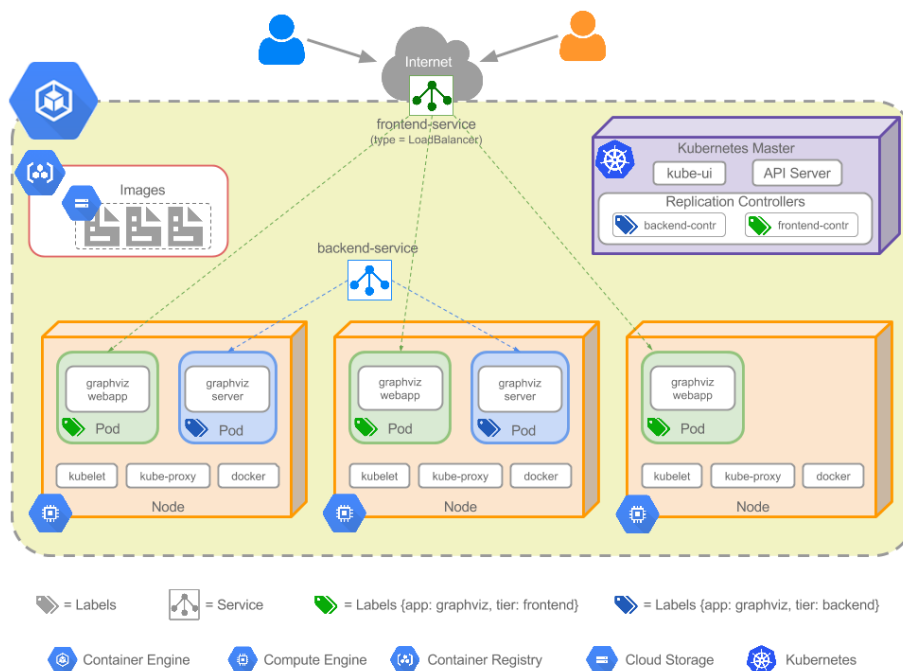 Internet
frontend-service
(type = LoadBalancer)
Kubernetes Master
kube-ui
API Server
Replication Controllers
backend-contr
frontend-contr
Images
backend-service
graphviz
webapp
Pod
graphviz
server
Pod
kubelet
kube-proxy
docker
Node
graphviz
webapp
Pod
graphviz
server
Pod
kubelet
kube-proxy
docker
Node
graphviz
webapp
Pod
kubelet
kube-proxy
docker
Node
= Labels
= Service
= Labels {app: graphviz, tier: frontend}
= Labels {app: graphviz, tier: backend}
Container Engine
Compute Engine
Container Registry
Cloud Storage
Kubernetes